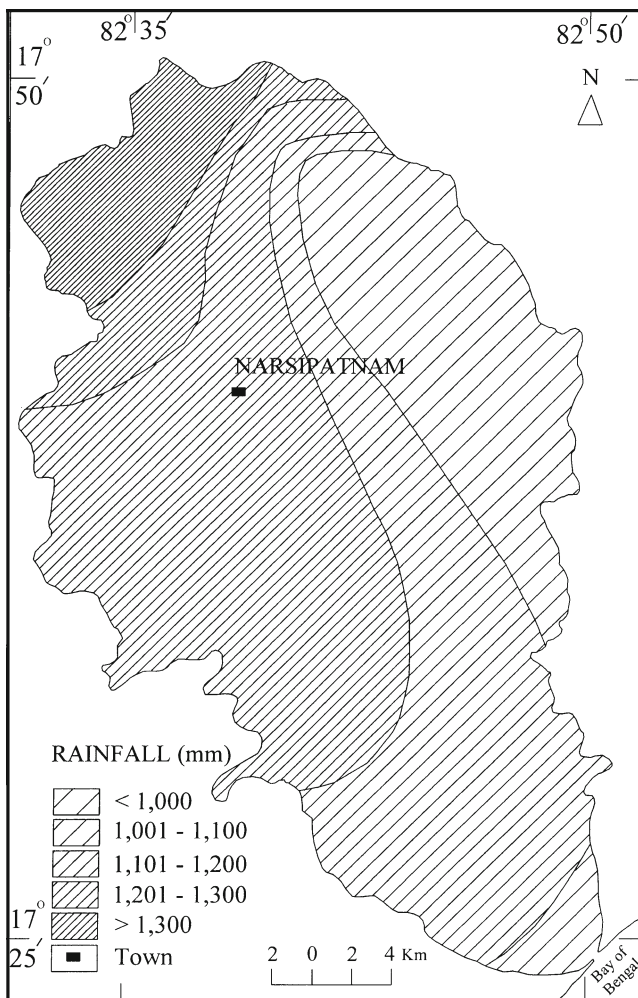 82° 35′
82° 50′
17° 50′
N
NARSIPATNAM
RAINFALL (mm)
< 1,000
1,001 - 1,100
1,101 - 1,200
1,201 - 1,300
> 1,300
Town
17° 25′
2 0 2 4 Km
Bay of
Bengal